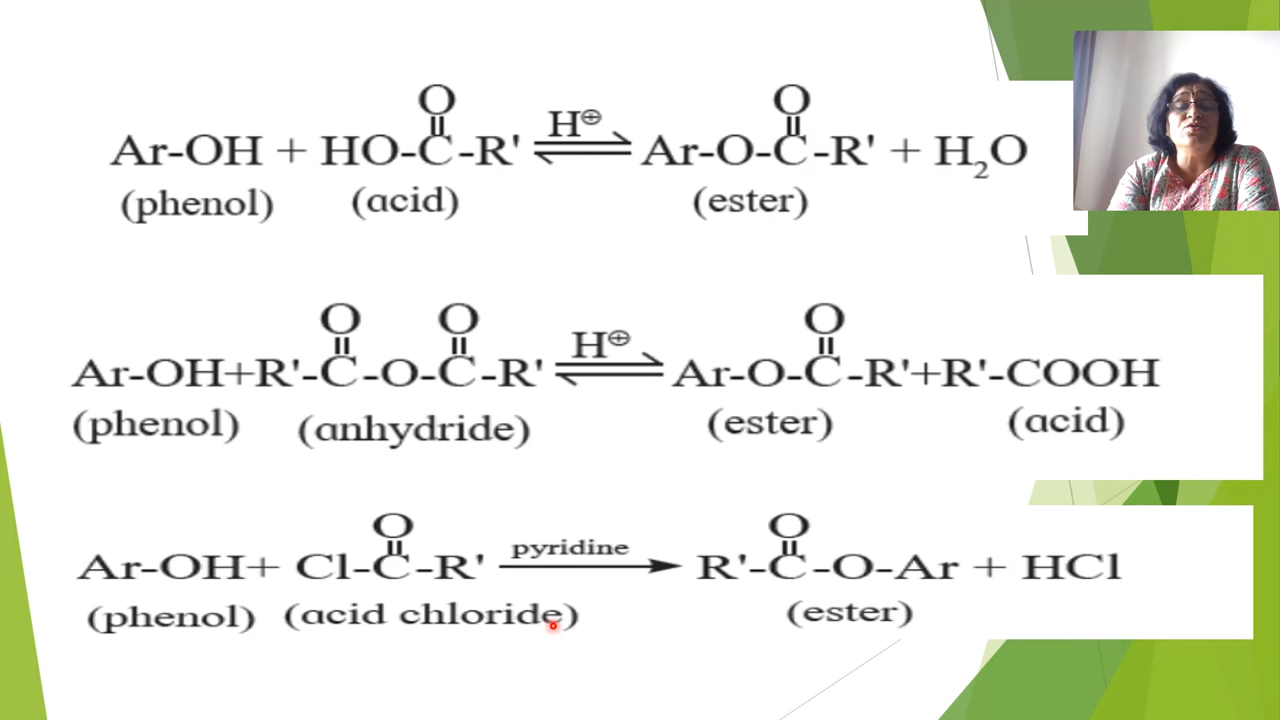 O
Ar-OH + HO-C-R' ⇌ Ar-O-C-R' + H₂O
H⊕
O
(phenol) (acid) (ester)
O O O
Ar-OH+R'-C-O-C-R' ⇌ Ar-O-C-R'+R'-COOH
H⊕
(phenol) (anhydride) (ester) (acid)
O O
Ar-OH+ Cl-C-R' pyridine → R'-C-O-Ar + HCl
(phenol) (acid chloride) (ester)